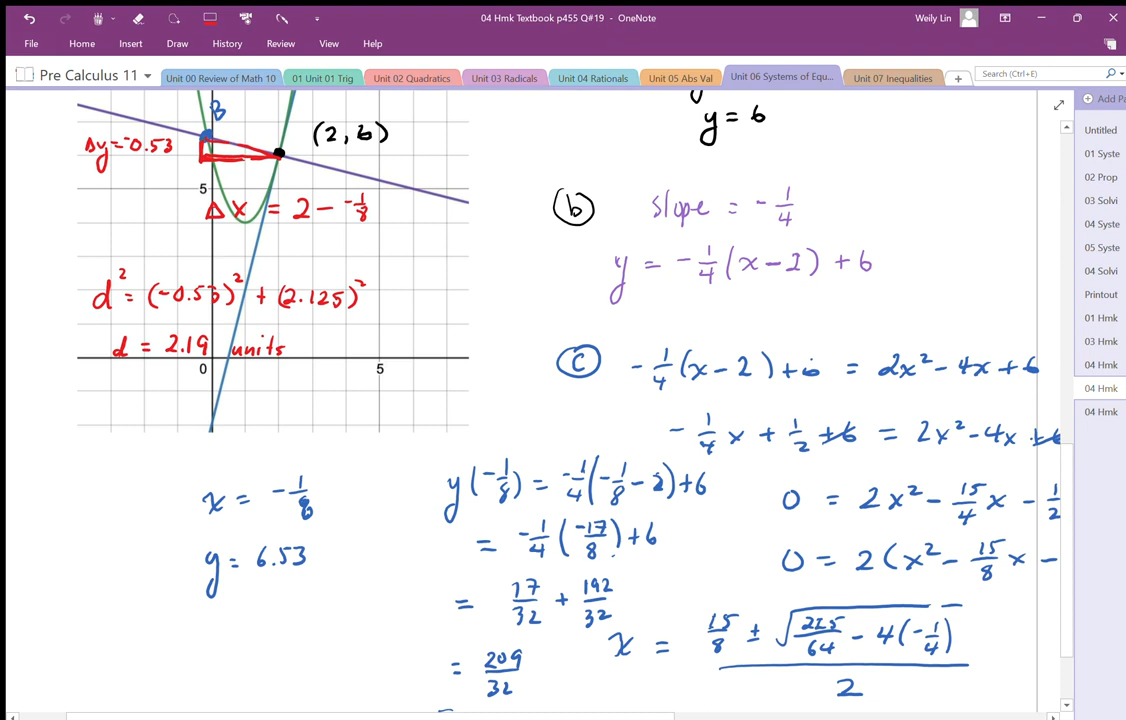 04 Hmk Textbook p455 Q#19 - OneNote
Weily Lin
File Home Insert Draw History Review View Help
Pre Calculus 11
Unit 00 Review of Math 10
01 Unit 01 Trig
Unit 02 Quadratics
Unit 03 Radicals
Unit 04 Rationals
Unit 05 Abs Val
Unit 06 Systems of Equ...
Unit 07 Inequalities
Search (Ctrl+E)
Add Pa
Untitled
01 Syste
02 Prop
03 Solvi
04 Syste
05 Syste
04 Solvi
Printout
01 Hmk
03 Hmk
04 Hmk
04 Hmk
04 Hmk
B
(2, 6)
Δy = -0.53
5
Δx = 2 - -1/8
d² = (-0.53)² + (2.125)²
d = 2.19 units
0 5
x = -1/8
y = 6.53
y = 6
(b) slope = -1/4
y = -1/4(x-2) + 6
(c) -1/4(x-2)+6 = 2x²-4x+6
-1/4x + 1/2 +6 = 2x²-4x +6
0 = 2x² - 15/4x - 1/2
0 = 2(x² - 15/8x -
x = 15/8 ± √225/64 - 4(-1/4)
2
y(-1/8) = -1/4(-1/8 - 2)+6
= -1/4(-17/8)+6
= 17/32 + 192/32
= 209/32